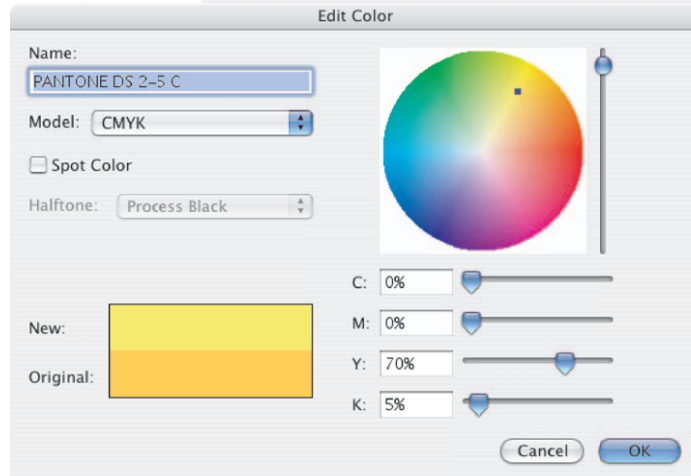 Edit Color
Name:
PANTONE DS 2-5 C
Model: CMYK
Spot Color
Halftone: Process Black
New:
Original:
C: 0%
M: 0%
Y: 70%
K: 5%
Cancel OK